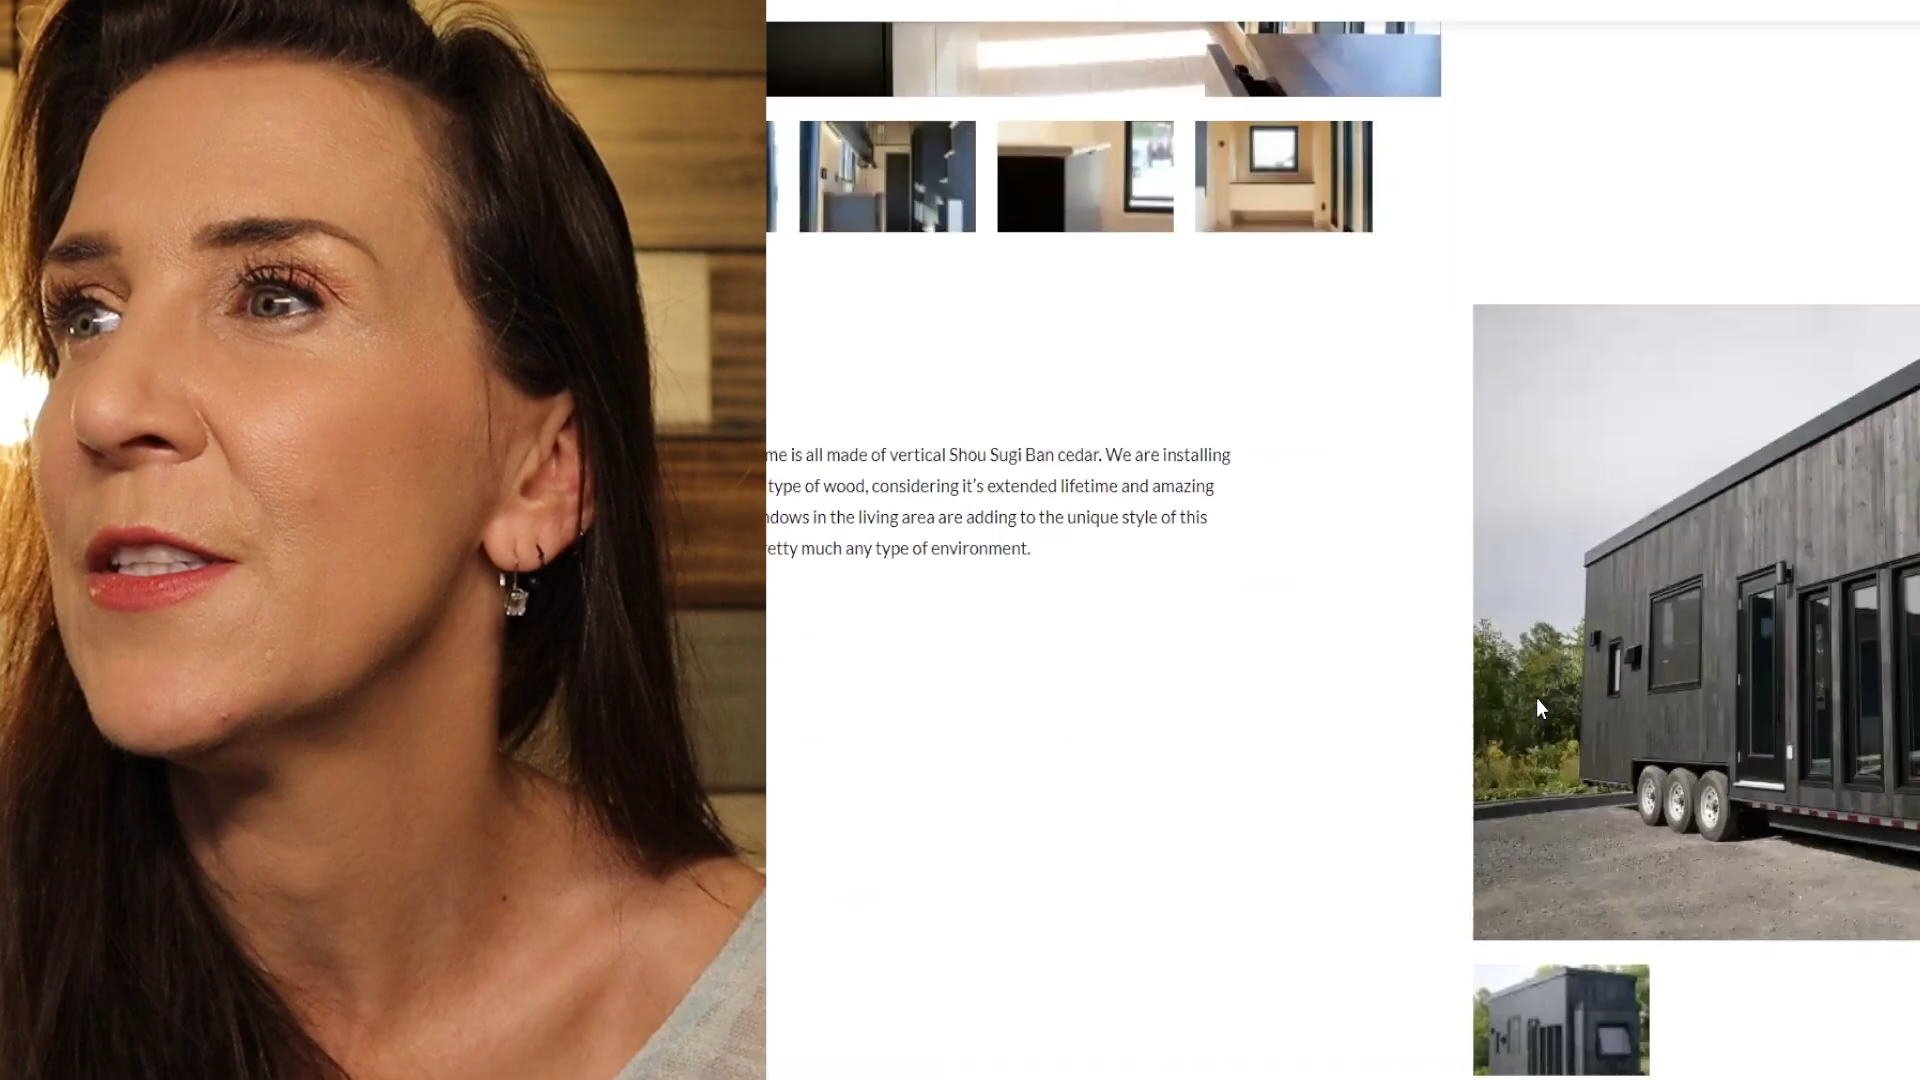 me is all made of vertical Shou Sugi Ban cedar. We are installing
type of wood, considering it’s extended lifetime and amazing
dows in the living area are adding to the unique style of this
etty much any type of environment.